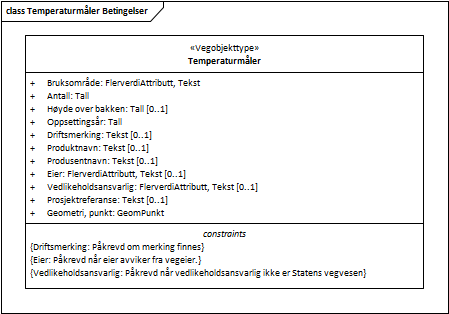 class Temperaturmåler Betingelser
«Vegobjekttype»
Temperaturmåler
+ Bruksområde: FlerverdiAttributt, Tekst
+ Antall: Tall
+ Høyde over bakken: Tall [0..1]
+ Oppsettingsår: Tall
+ Driftsmerking: Tekst [0..1]
+ Produktnavn: Tekst [0..1]
+ Produsentnavn: Tekst [0..1]
+ Eier: FlerverdiAttributt, Tekst [0..1]
+ Vedlikeholdsansvarlig: FlerverdiAttributt, Tekst [0..1]
+ Prosjektreferanse: Tekst [0..1]
+ Geometri, punkt: GeomPunkt
constraints
{Driftsmerking: Påkrevd om merking finnes}
{Eier: Påkrevd når eier avviker fra vegeier.}
{Vedlikeholdsansvarlig: Påkrevd når vedlikeholdsansvarlig ikke er Statens vegvesen}